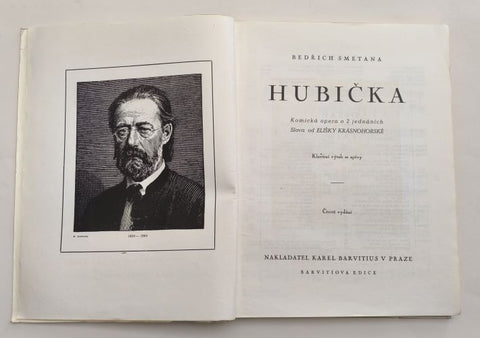 BEDŘICH SMETANA
HUBIČKA
Komická opera o 2 jednáních
Slova od ELIŠKY KRÁSNOHORSKÉ
Klavírní výtah se zpěvy
Čtvrté vydání
NAKLADATEL KAREL BARVITIUS V PRAZE
BARVITIOVA EDICE